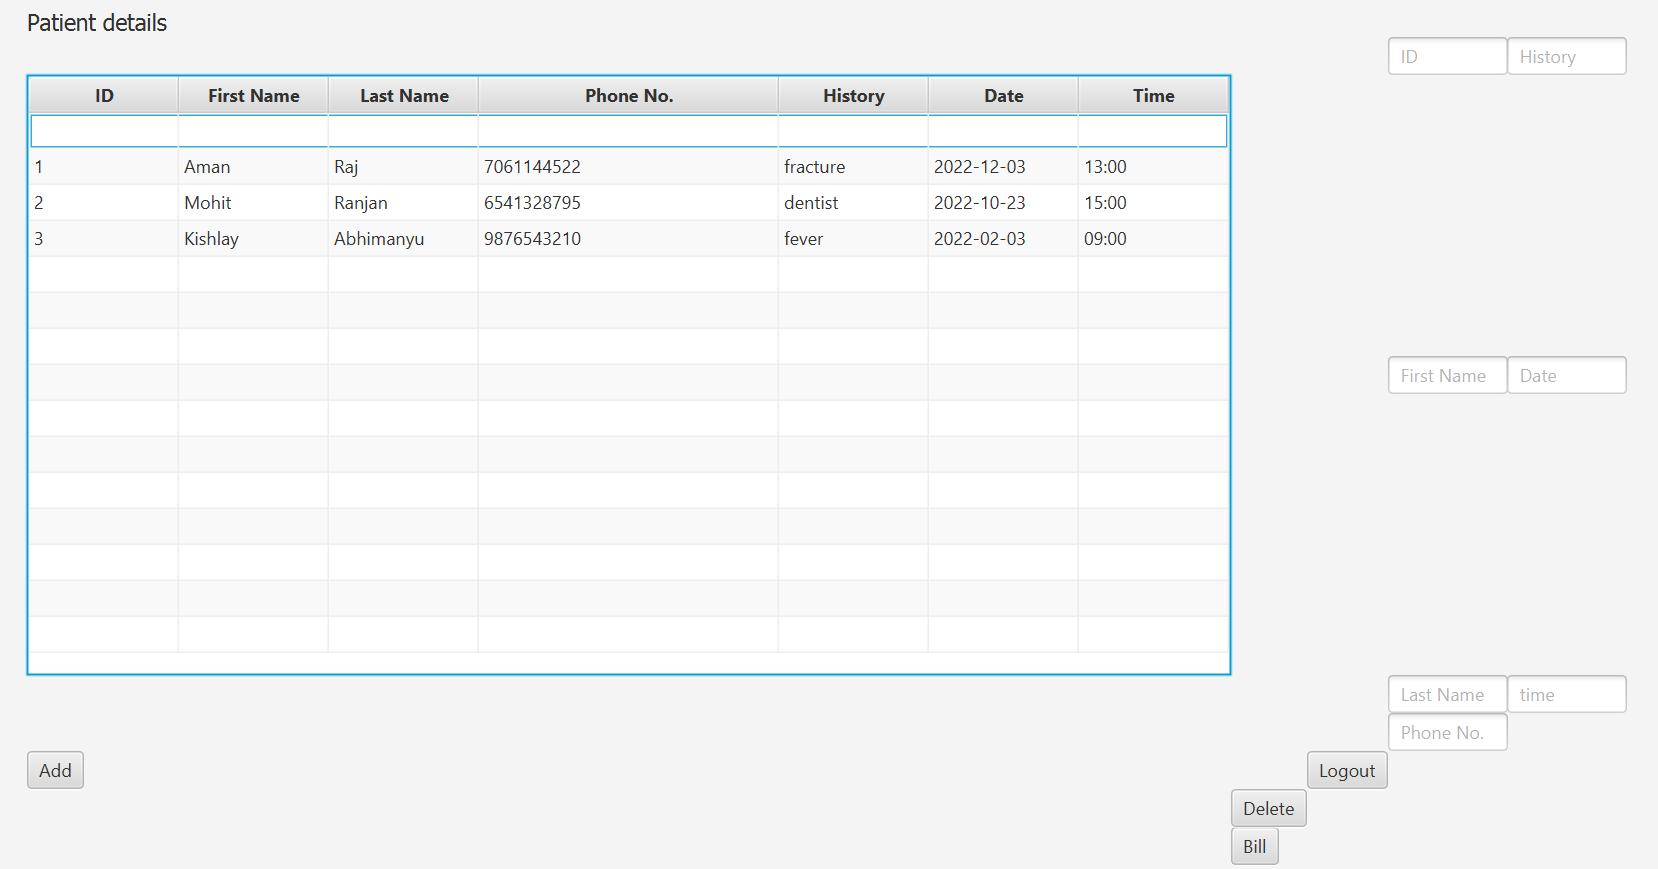 Patient details
ID History
ID First Name Last Name Phone No. History Date Time
1 Aman Raj 7061144522 fracture 2022-12-03 13:00
2 Mohit Ranjan 6541328795 dentist 2022-10-23 15:00
3 Kishlay Abhimanyu 9876543210 fever 2022-02-03 09:00
First Name Date
Last Name time
Phone No.
Add Logout
Delete
Bill